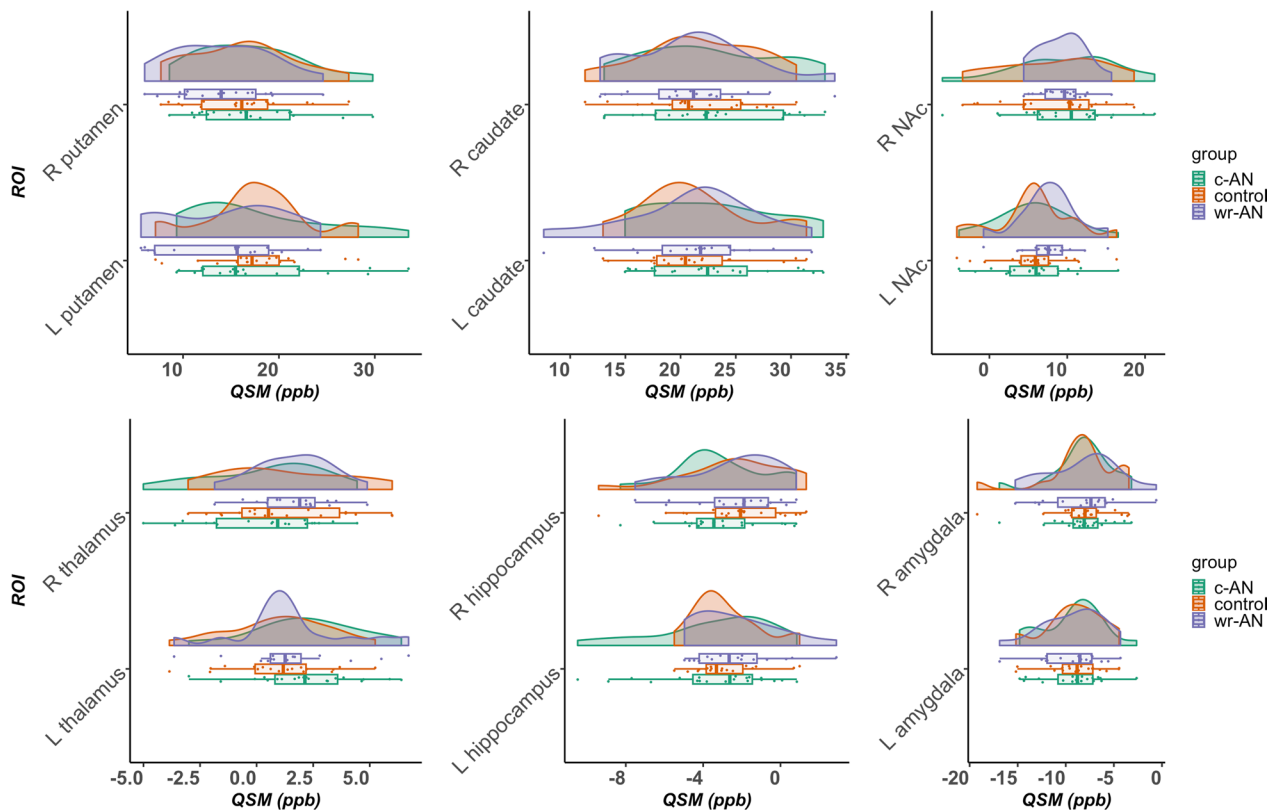 ROI
R putamen
L putamen
10 20 30
QSM (ppb)
R caudate
L caudate
10 15 20 25 30 35
QSM (ppb)
R NAc
L NAc
0 10 20
QSM (ppb)
group
c-AN
control
wr-AN
ROI
R thalamus
L thalamus
-5.0 -2.5 0.0 2.5 5.0
QSM (ppb)
R hippocampus
L hippocampus
-8 -4 0
QSM (ppb)
R amygdala
L amygdala
-20 -15 -10 -5 0
QSM (ppb)
group
c-AN
control
wr-AN